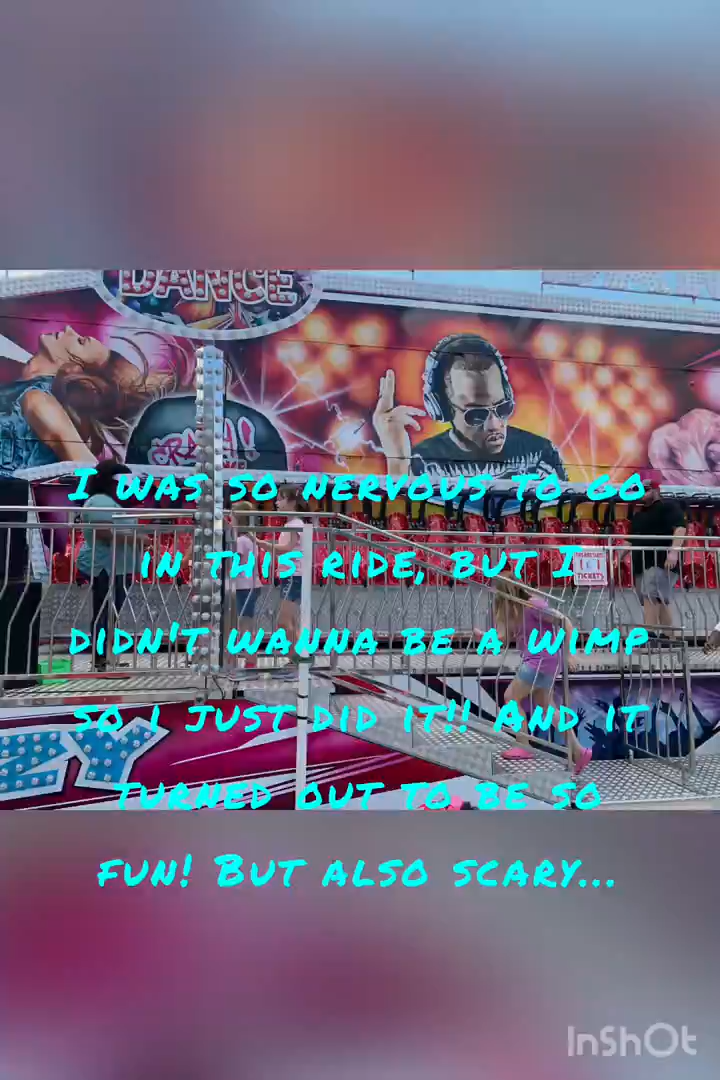 DANCE
CRAZY
I was so nervous to go
in this ride, but I
TICKETS
didn't wanna be a wimp
so i just did it!! And it
ZY
turned out to be so
fun! But also scary...
InShOt